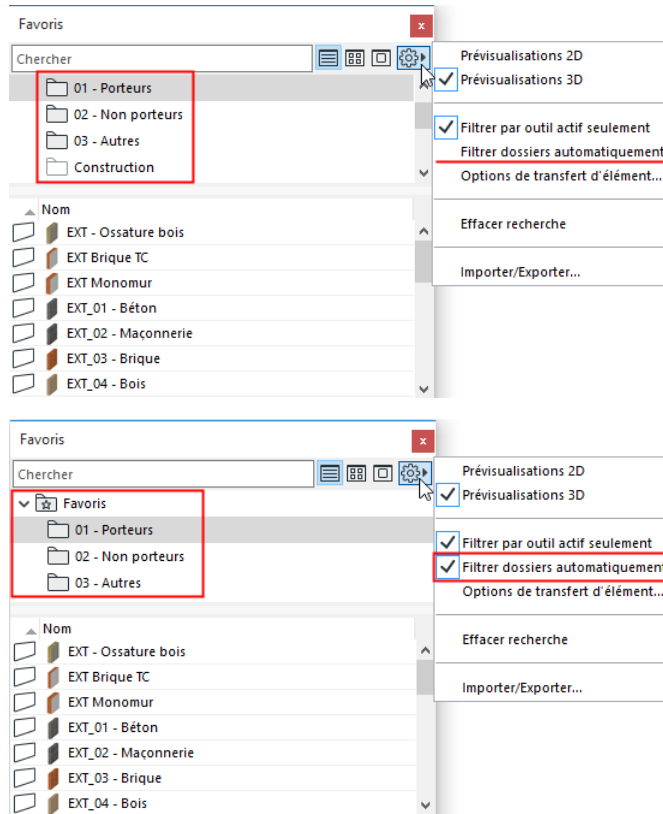 Favoris
x
Chercher
Prévisualisations 2D
Prévisualisations 3D
Filtrer par outil actif seulement
Filtrer dossiers automatiquement
Options de transfert d'élément...
Effacer recherche
Importer/Exporter...
01 - Porteurs
02 - Non porteurs
03 - Autres
Construction
Nom
EXT - Ossature bois
EXT Brique TC
EXT Monomur
EXT_01 - Béton
EXT_02 - Maçonnerie
EXT_03 - Brique
EXT_04 - Bois
Favoris
x
Chercher
Prévisualisations 2D
Prévisualisations 3D
Filtrer par outil actif seulement
Filtrer dossiers automatiquement
Options de transfert d'élément...
Effacer recherche
Importer/Exporter...
Favoris
01 - Porteurs
02 - Non porteurs
03 - Autres
Nom
EXT - Ossature bois
EXT Brique TC
EXT Monomur
EXT_01 - Béton
EXT_02 - Maçonnerie
EXT_03 - Brique
EXT_04 - Bois